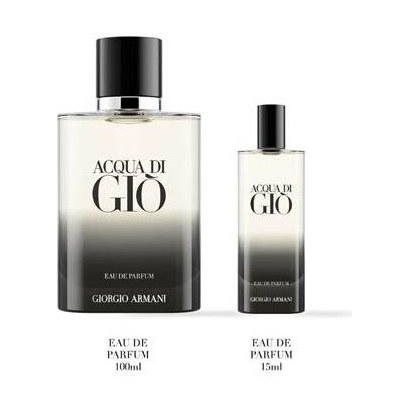 ACQUA DI
GIÒ
EAU DE PARFUM
GIORGIO ARMANI
ACQUA DI
GIÒ
EAU DE PARFUM
GIORGIO ARMANI
EAU DE
PARFUM
100ml
EAU DE
PARFUM
15ml